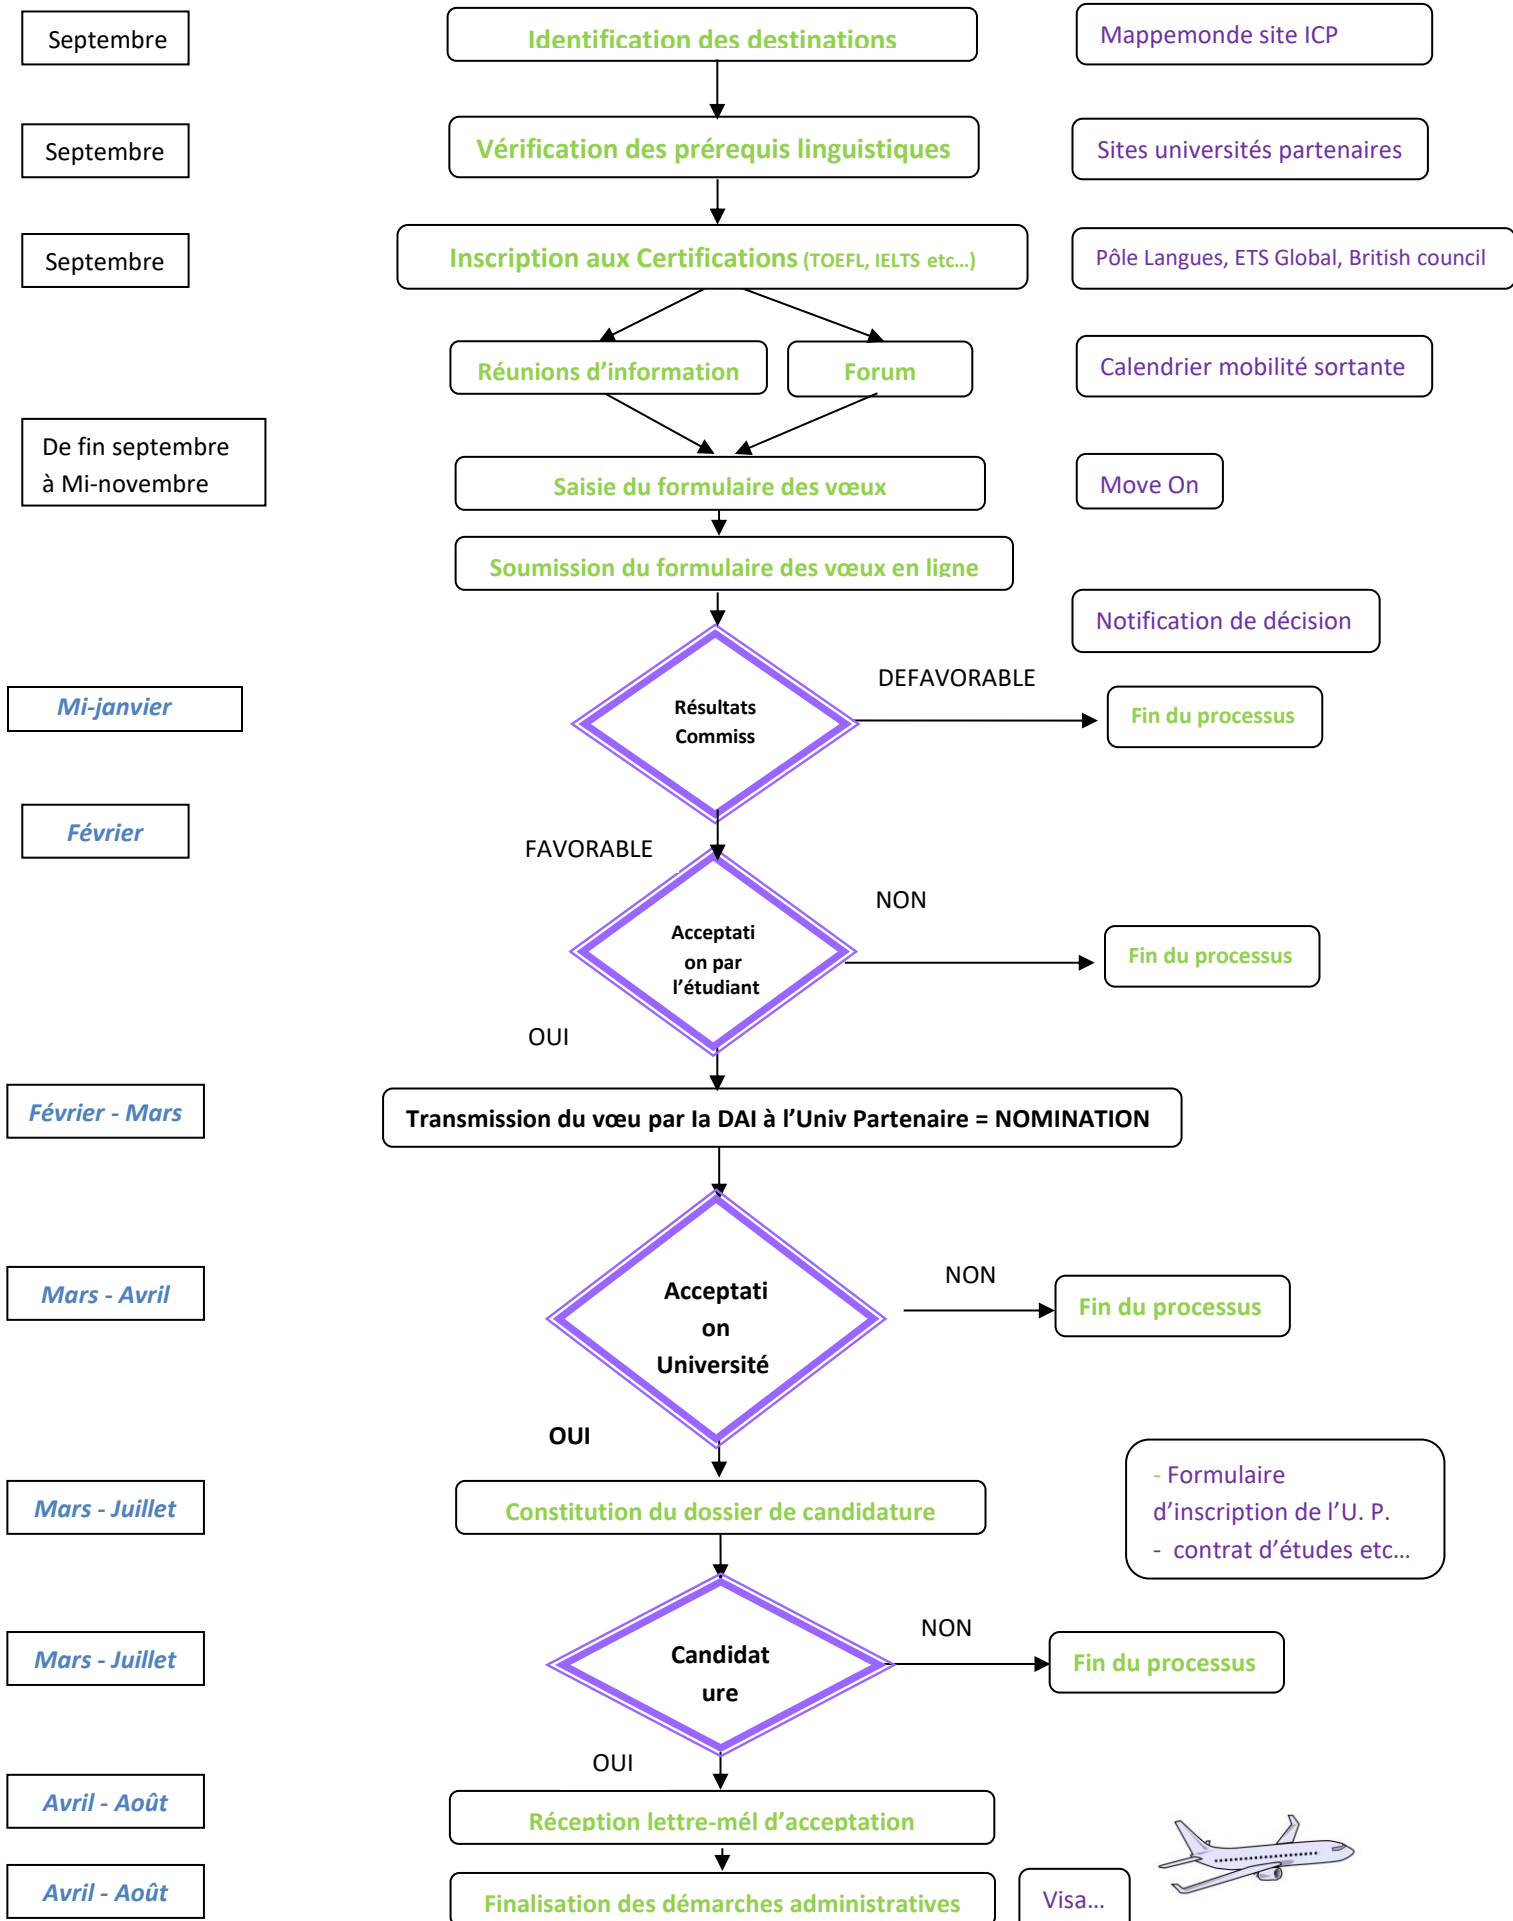 Septembre
Identification des destinations
Mappemonde site ICP
Septembre
Vérification des prérequis linguistiques
Sites universités partenaires
Septembre
Inscription aux Certifications (TOEFL, IELTS etc…)
Pôle Langues, ETS Global, British council
Réunions d’information
Forum
Calendrier mobilité sortante
De fin septembre
à Mi-novembre
Saisie du formulaire des vœux
Move On
Soumission du formulaire des vœux en ligne
Notification de décision
Mi-janvier
Résultats
Commiss
DEFAVORABLE
Fin du processus
Février
FAVORABLE
Acceptati
on par
l’étudiant
NON
Fin du processus
OUI
Février - Mars
Transmission du vœu par la DAI à l’Univ Partenaire = NOMINATION
Mars - Avril
Acceptati
on
Université
NON
Fin du processus
OUI
Mars - Juillet
Constitution du dossier de candidature
- Formulaire
d’inscription de l’U. P.
- contrat d’études etc…
Mars - Juillet
Candidat
ure
NON
Fin du processus
OUI
Avril - Août
Réception lettre-mél d’acceptation
Avril - Août
Finalisation des démarches administratives
Visa…